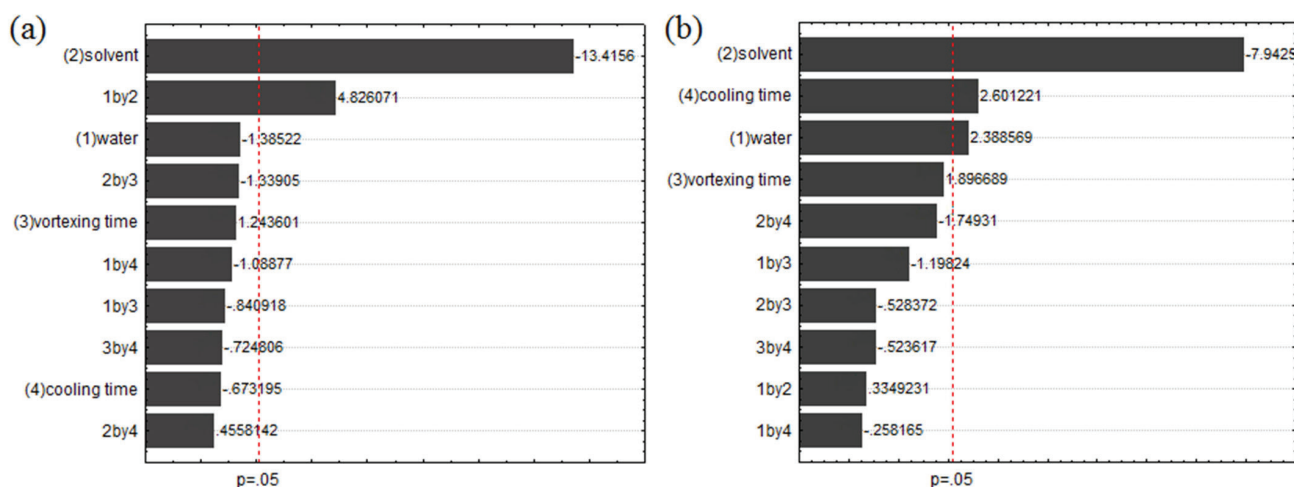 (a)
(2)solvent
-13.4156
1by2
4.826071
(1)water
-1.38522
2by3
-1.33905
(3)vortexing time
1.243601
1by4
-1.08877
1by3
-.840918
3by4
-.724806
(4)cooling time
-.673195
2by4
.4558142
p=.05
(b)
(2)solvent
-7.9425
(4)cooling time
2.601221
(1)water
2.388569
(3)vortexing time
1.896689
2by4
-1.74931
1by3
-1.19824
2by3
-.528372
3by4
-.523617
1by2
.3349231
1by4
-.258165
p=.05